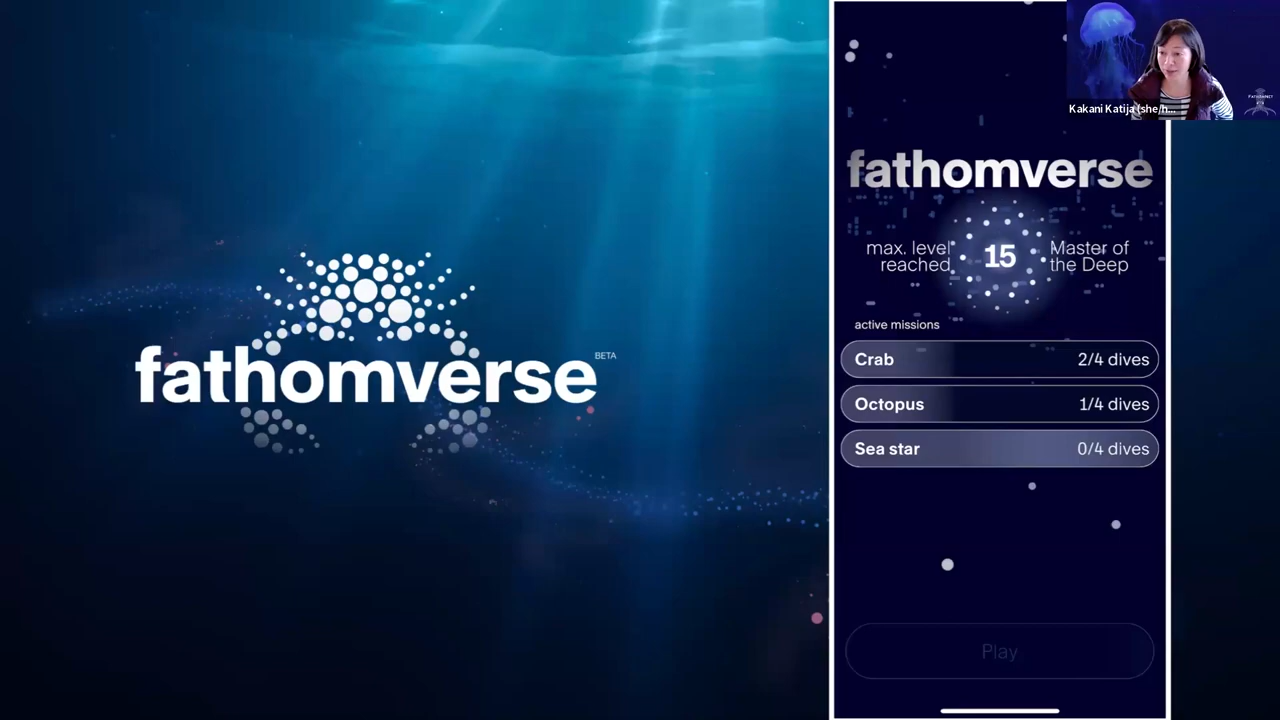 fathomverse
BETA
Kakani Katija (she/h...
FATHOMNET
fathomverse
max. level
reached
15
Master of
the Deep
active missions
Crab 2/4 dives
Octopus 1/4 dives
Sea star 0/4 dives
Play